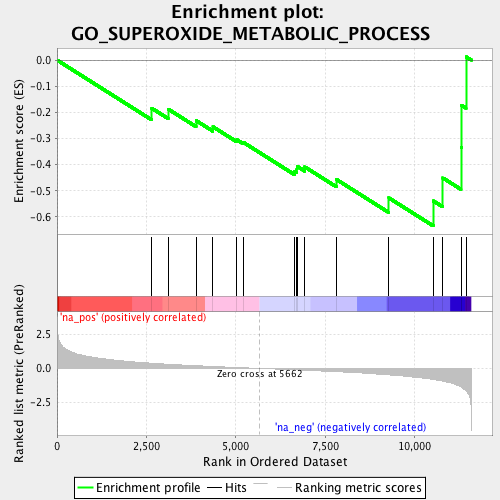 Enrichment plot:
GO_SUPEROXIDE_METABOLIC_PROCESS
Enrichment score (ES)
0.0
-0.1
-0.2
-0.3
-0.4
-0.5
-0.6
'na_pos' (positively correlated)
Ranked list metric (PreRanked)
2.5
0.0
-2.5
Zero cross at 5662
'na_neg' (negatively correlated)
0 2,500 5,000 7,500 10,000
Rank in Ordered Dataset
Enrichment profile Hits Ranking metric scores